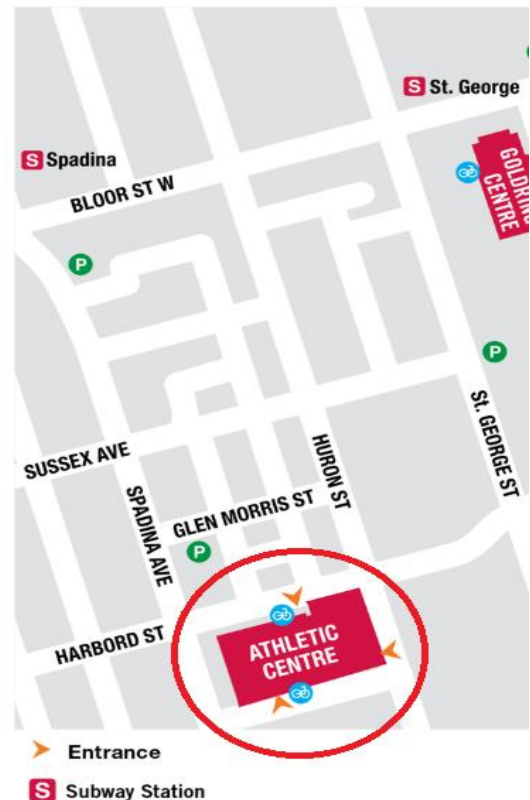 S St. George
S Spadina
GOLDRING
CENTRE
BLOOR ST W
P
P
St. GEORGE ST
SUSSEX AVE
HURON ST
SPADINA AVE
GLEN MORRIS ST
P
HARBORD ST
ATHLETIC
CENTRE
Entrance
S Subway Station